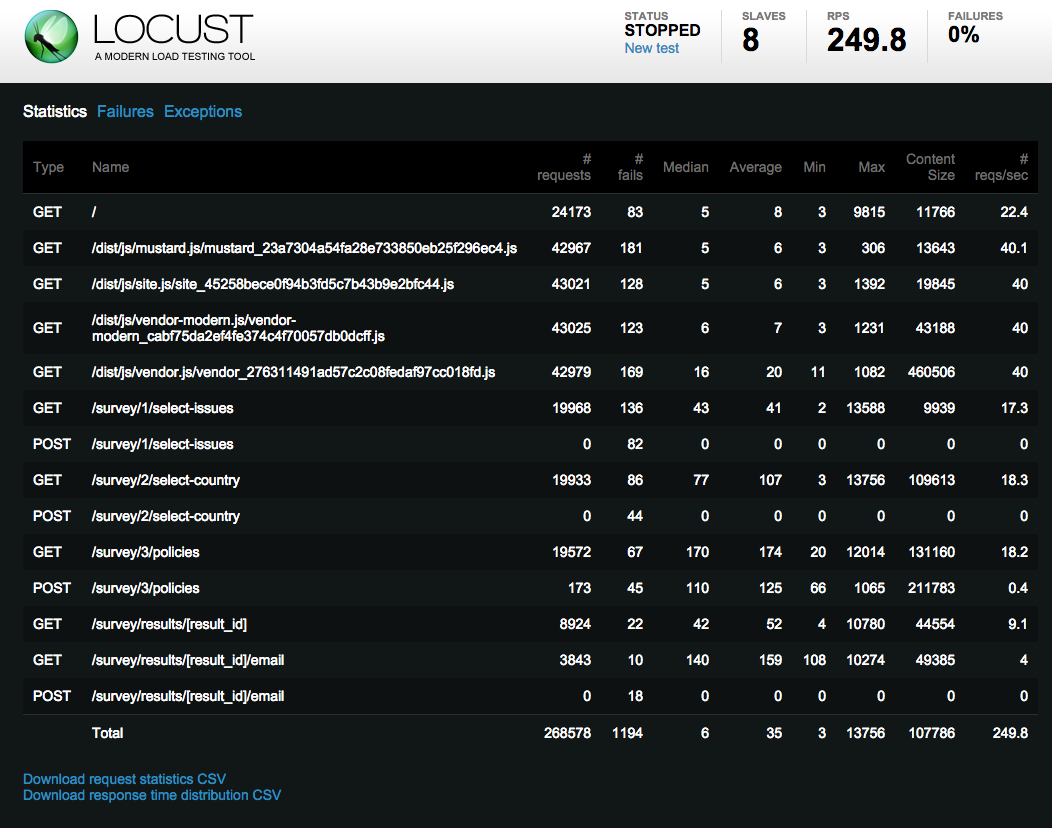 LOCUST
A MODERN LOAD TESTING TOOL
STATUS SLAVES RPS FAILURES
STOPPED 8 249.8 0%
New test
Statistics Failures Exceptions
Type Name # requests # fails Median Average Min Max Content Size # reqs/sec
GET / 24173 83 5 8 3 9815 11766 22.4
GET /dist/js/mustard.js/mustard_23a7304a54fa28e733850eb25f296ec4.js 42967 181 5 6 3 306 13643 40.1
GET /dist/js/site.js/site_45258bece0f94b3fd5c7b43b9e2bfc44.js 43021 128 5 6 3 1392 19845 40
GET /dist/js/vendor-modern.js/vendor-
modern_cabf75da2ef4fe374c4f70057db0dcff.js 43025 123 6 7 3 1231 43188 40
GET /dist/js/vendor.js/vendor_276311491ad57c2c08fedaf97cc018fd.js 42979 169 16 20 11 1082 460506 40
GET /survey/1/select-issues 19968 136 43 41 2 13588 9939 17.3
POST /survey/1/select-issues 0 82 0 0 0 0 0 0
GET /survey/2/select-country 19933 86 77 107 3 13756 109613 18.3
POST /survey/2/select-country 0 44 0 0 0 0 0 0
GET /survey/3/policies 19572 67 170 174 20 12014 131160 18.2
POST /survey/3/policies 173 45 110 125 66 1065 211783 0.4
GET /survey/results/[result_id] 8924 22 42 52 4 10780 44554 9.1
GET /survey/results/[result_id]/email 3843 10 140 159 108 10274 49385 4
POST /survey/results/[result_id]/email 0 18 0 0 0 0 0 0
Total 268578 1194 6 35 3 13756 107786 249.8
Download request statistics CSV
Download response time distribution CSV